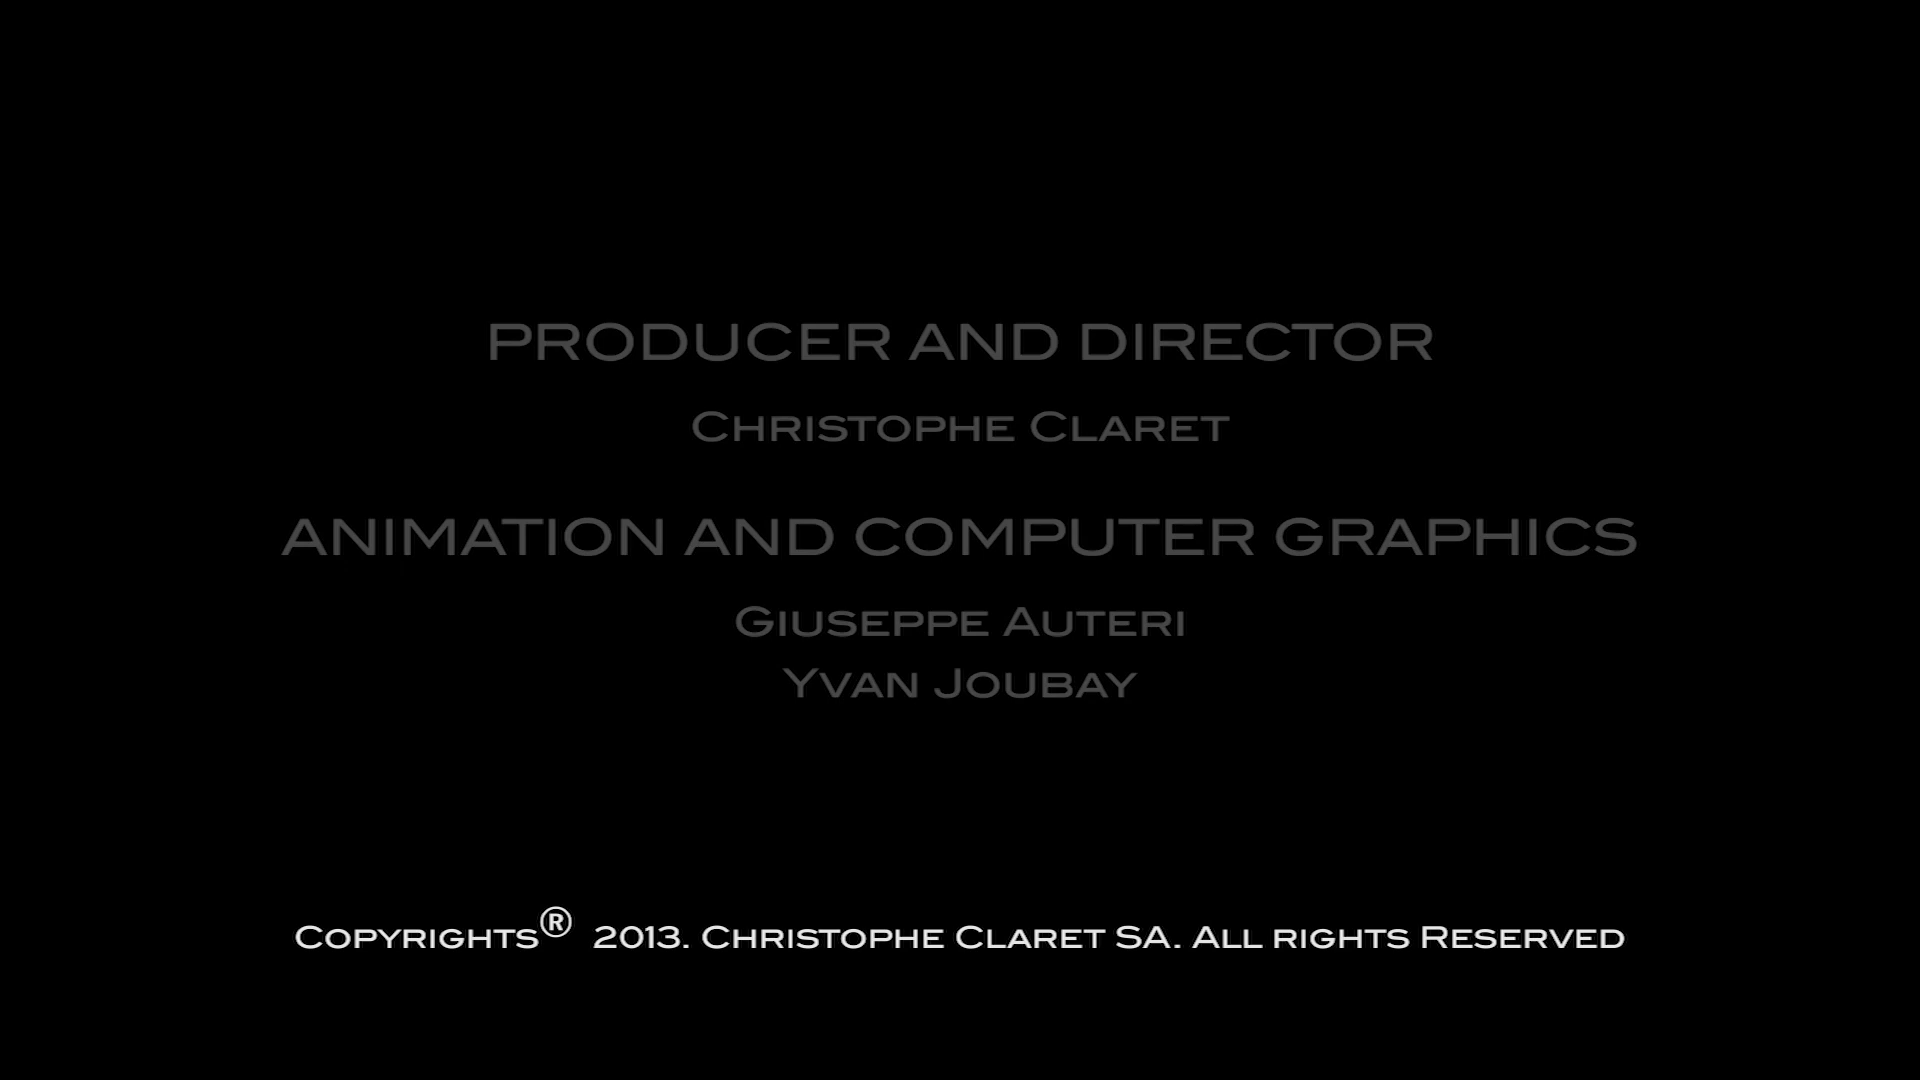 PRODUCER AND DIRECTOR
Christophe Claret
ANIMATION AND COMPUTER GRAPHICS
Giuseppe Auteri
Yvan Joubay
Copyrights® 2013. Christophe Claret SA. All rights Reserved